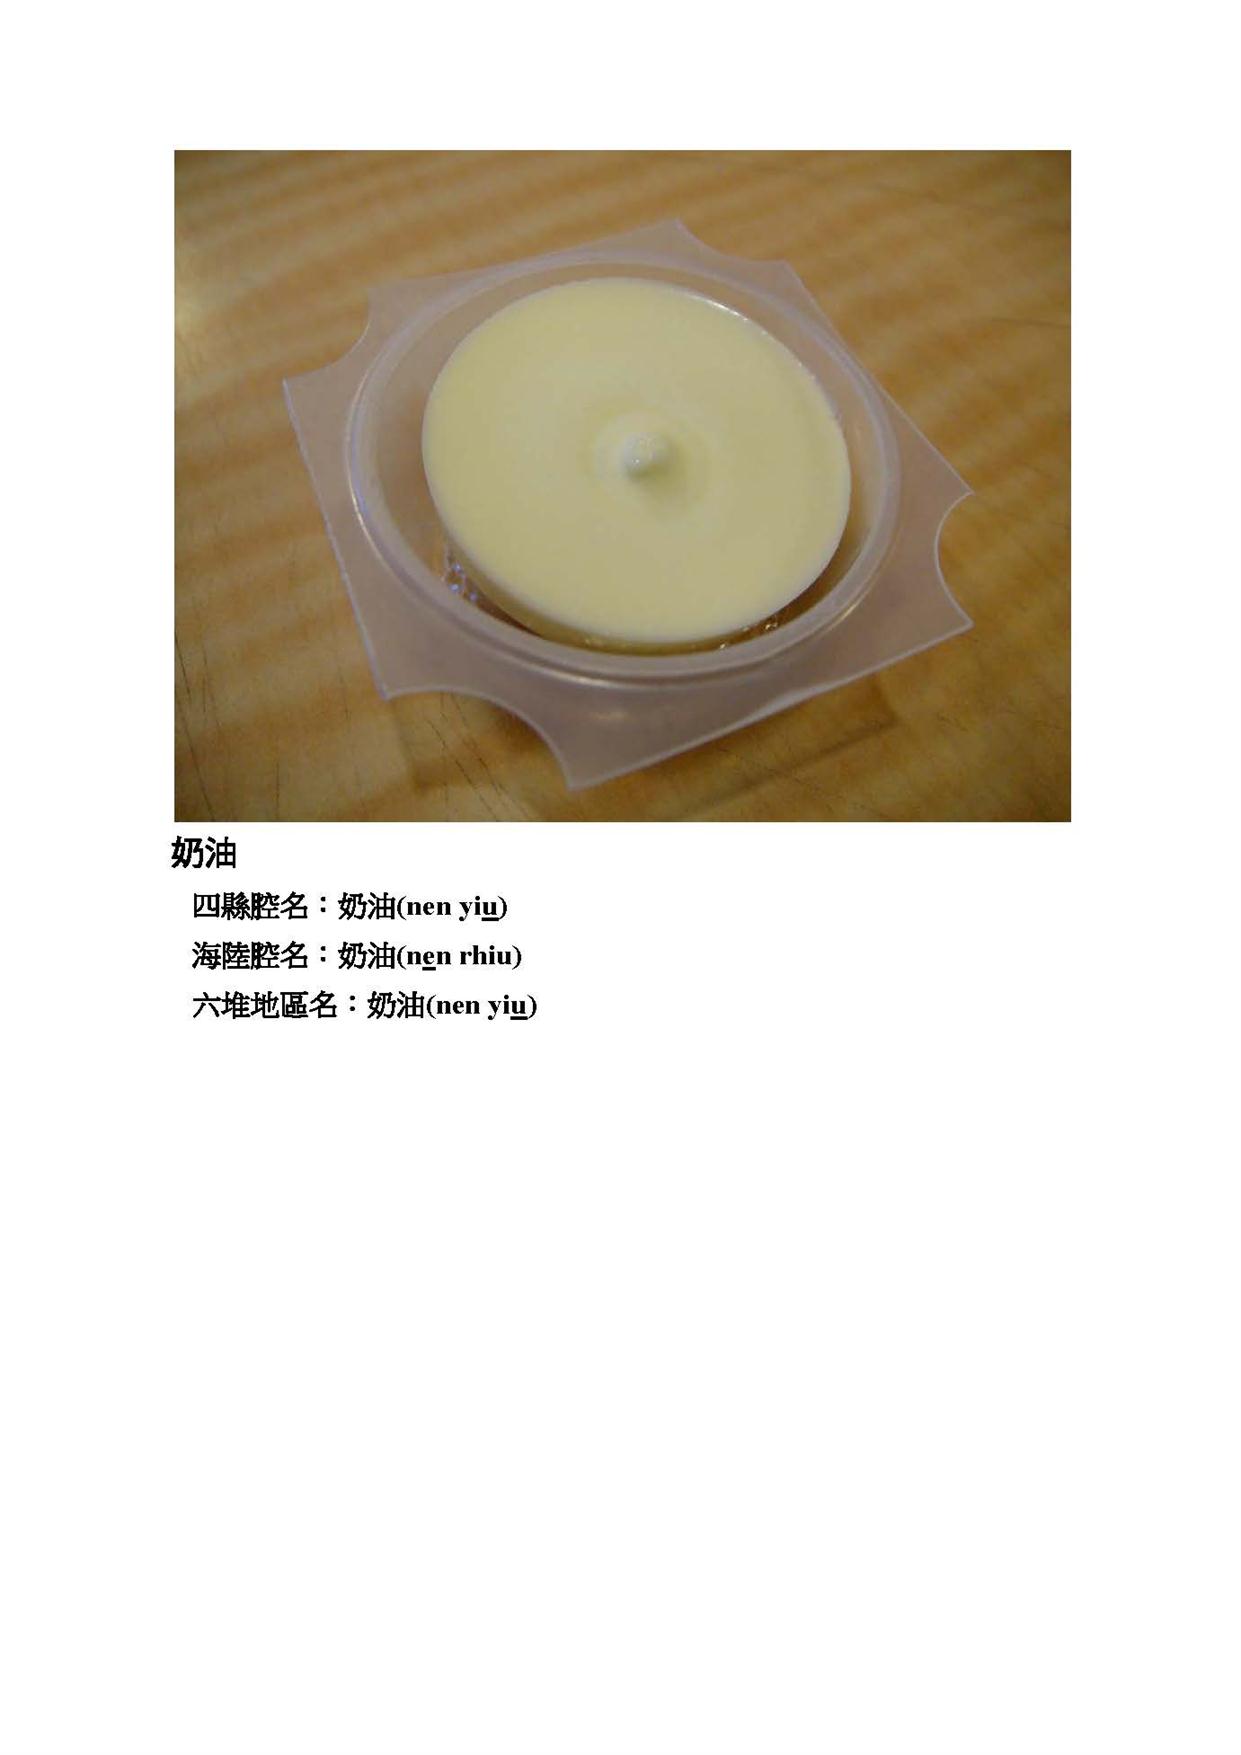 奶油
四縣腔名：奶油(nen yiu)
海陸腔名：奶油(nen rhiu)
六堆地區名：奶油(nen yiu)